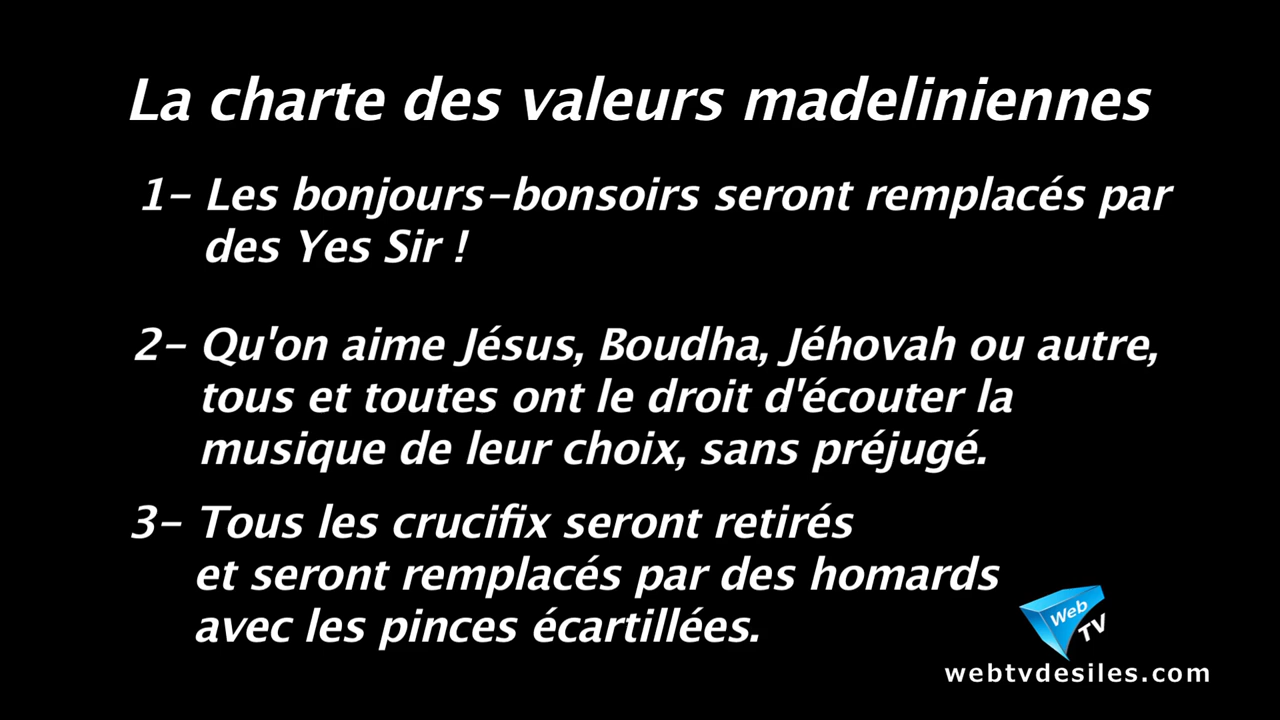 La charte des valeurs madeliniennes
1- Les bonjours-bonsoirs seront remplacés par
des Yes Sir !
2- Qu'on aime Jésus, Boudha, Jéhovah ou autre,
tous et toutes ont le droit d'écouter la
musique de leur choix, sans préjugé.
3- Tous les crucifix seront retirés
et seront remplacés par des homards
avec les pinces écartillées.
Web
TV
webtvdesiles.com